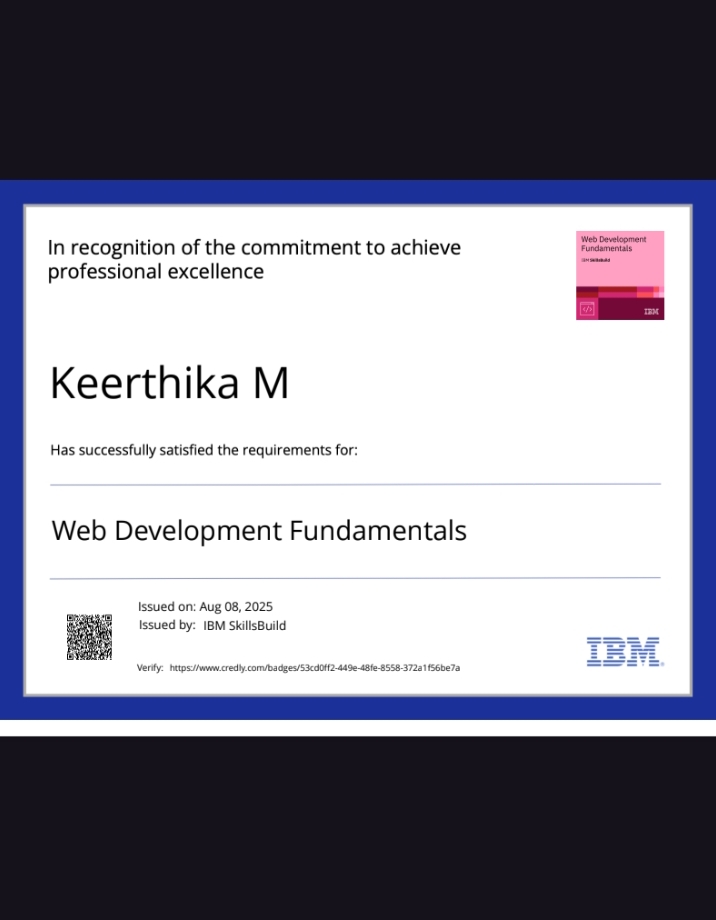 In recognition of the commitment to achieve
professional excellence
Web Development
Fundamentals
IBM SkillsBuild
</>
IBM
Keerthika M
Has successfully satisfied the requirements for:
Web Development Fundamentals
Issued on: Aug 08, 2025
Issued by: IBM SkillsBuild
Verify: https://www.credly.com/badges/53cd0ff2-449e-48fe-8558-372a1f56be7a
IBM®